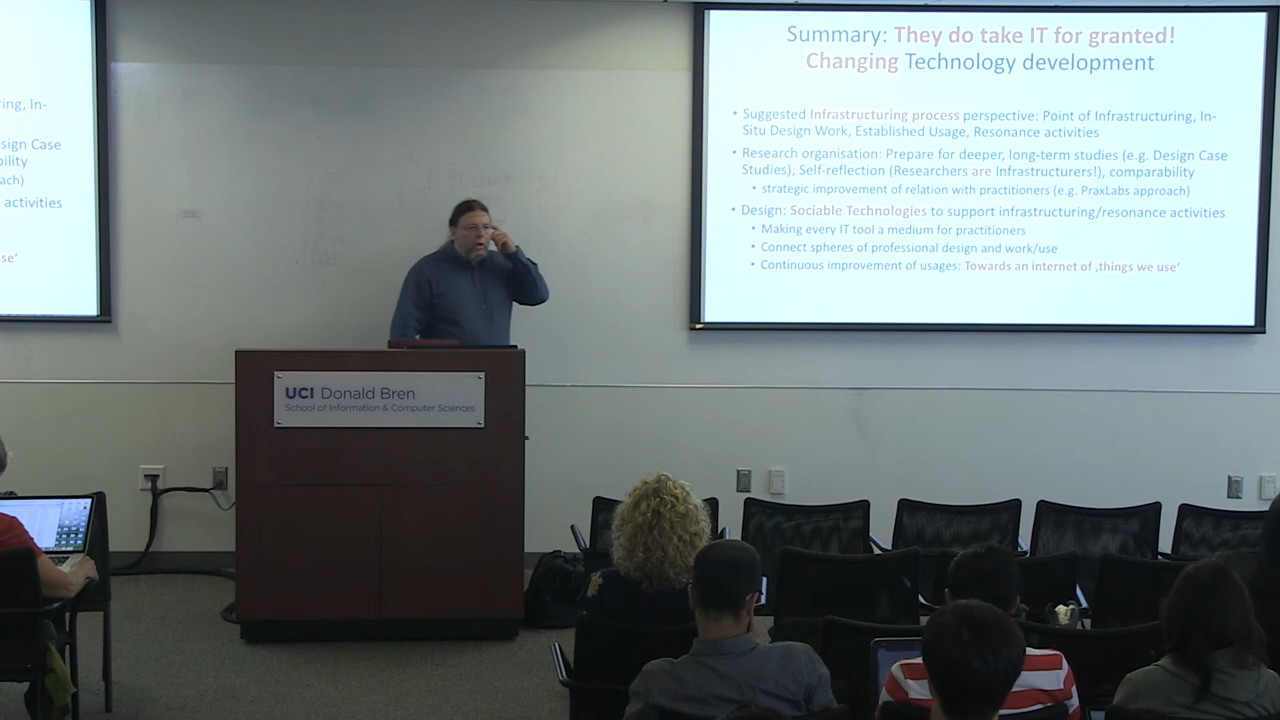 ring, In-
sign Case
bility
ach)
activities
se‘
Summary: They do take IT for granted!
Changing Technology development
• Suggested Infrastructuring process perspective: Point of Infrastructuring, In-
Situ Design Work, Established Usage, Resonance activities
• Research organisation: Prepare for deeper, long-term studies (e.g. Design Case
Studies), Self-reflection (Researchers are Infrastructurers!), comparability
• strategic improvement of relation with practitioners (e.g. PraxLabs approach)
• Design: Sociable Technologies to support infrastructuring/resonance activities
• Making every IT tool a medium for practitioners
• Connect spheres of professional design and work/use
• Continuous improvement of usages: Towards an internet of ‚things we use‘
UCI Donald Bren
School of Information & Computer Sciences